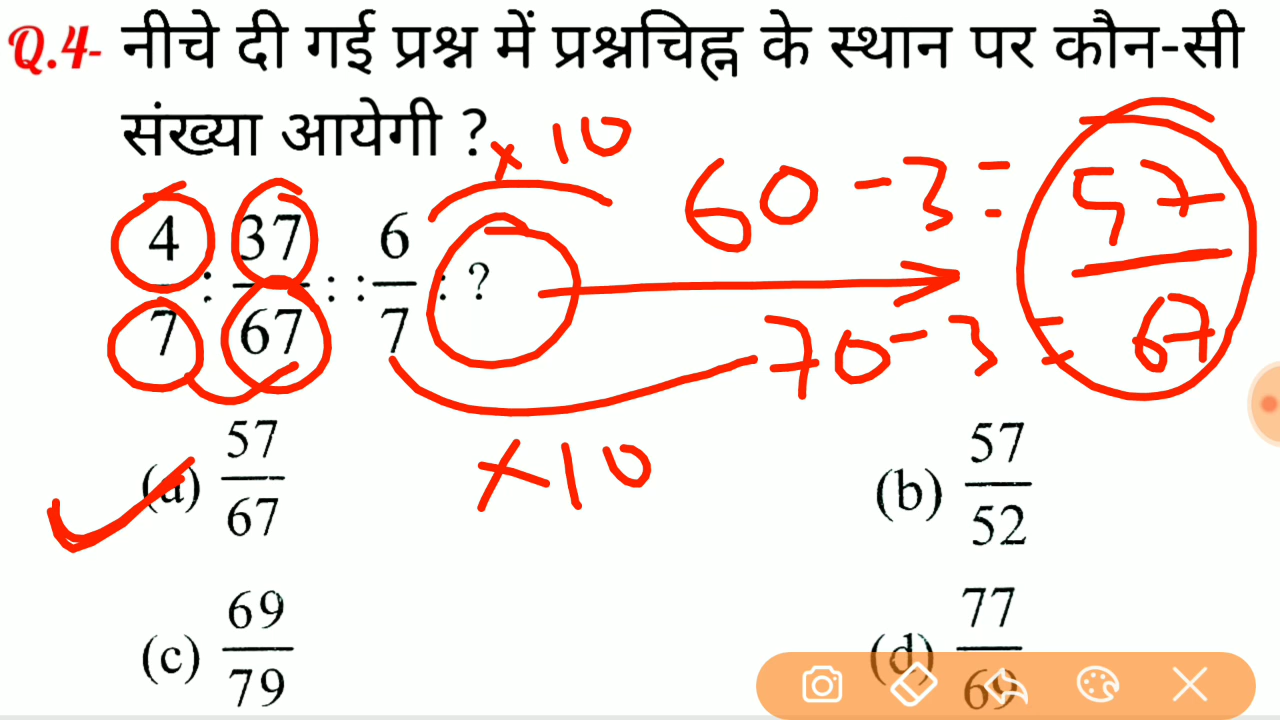 Q.4- नीचे दी गई प्रश्न में प्रश्नचिह्न के स्थान पर कौन-सी
संख्या आयेगी ?
×10
4/7 : 37/67 : : 6/7 : ?
60-3= 57
70-3= 67
×10
(a) 57/67
(b) 57/52
(c) 69/79
(d) 77/69